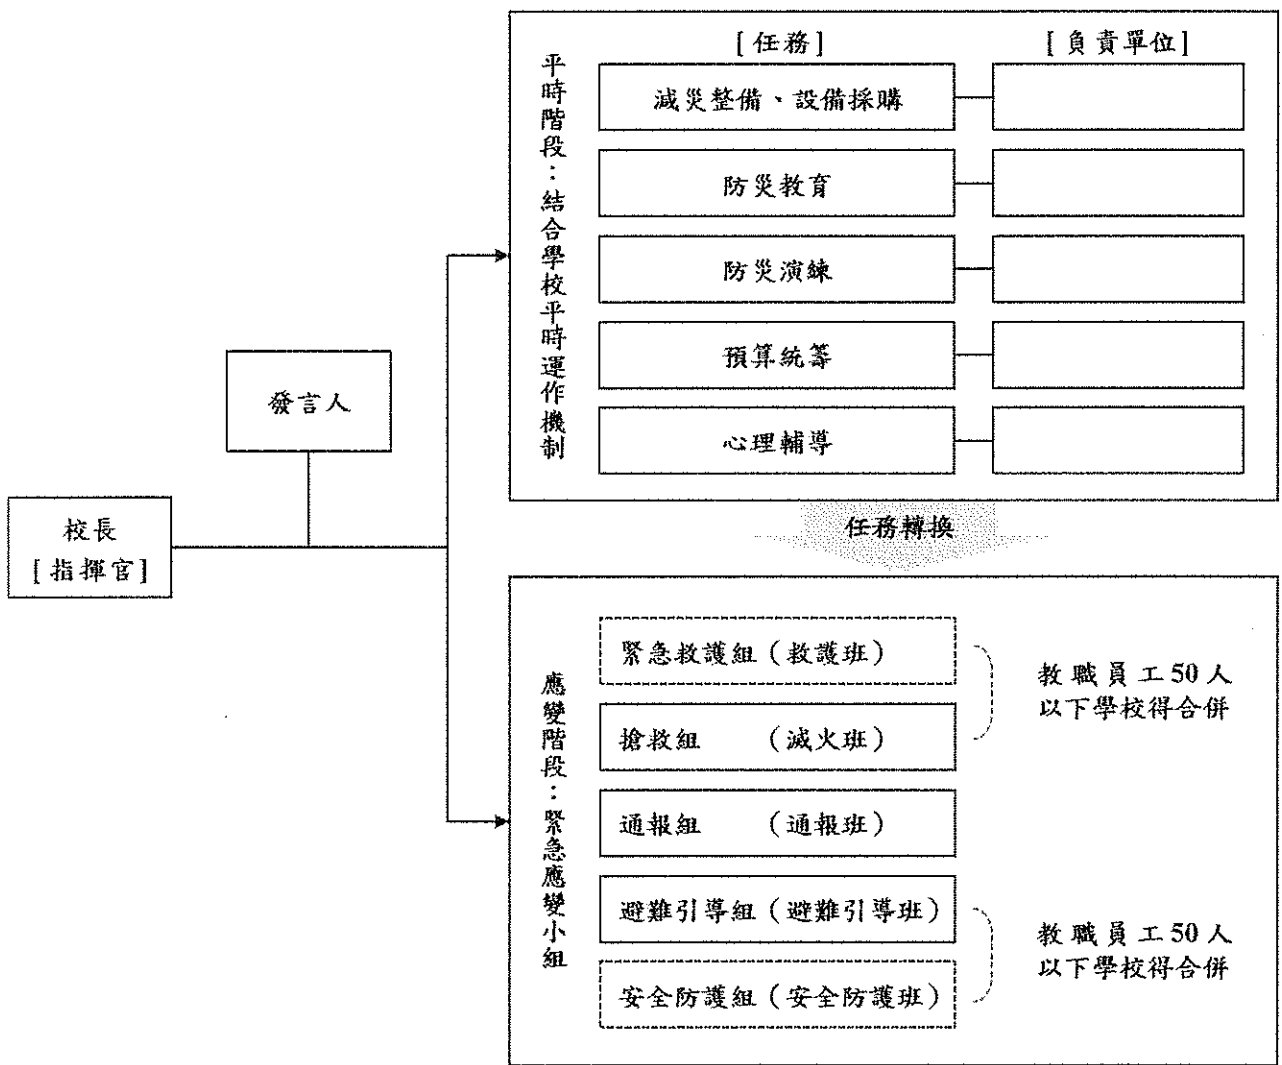 校長
[指揮官]
發言人
平時階段：結合學校平時運作機制
[任務]
[負責單位]
減災整備、設備採購
防災教育
防災演練
預算統籌
心理輔導
任務轉換
應變階段：緊急應變小組
緊急救護組（救護班）
搶救組　　（滅火班）
通報組　　（通報班）
避難引導組（避難引導班）
安全防護組（安全防護班）
教職員工50人
以下學校得合併
教職員工50人
以下學校得合併